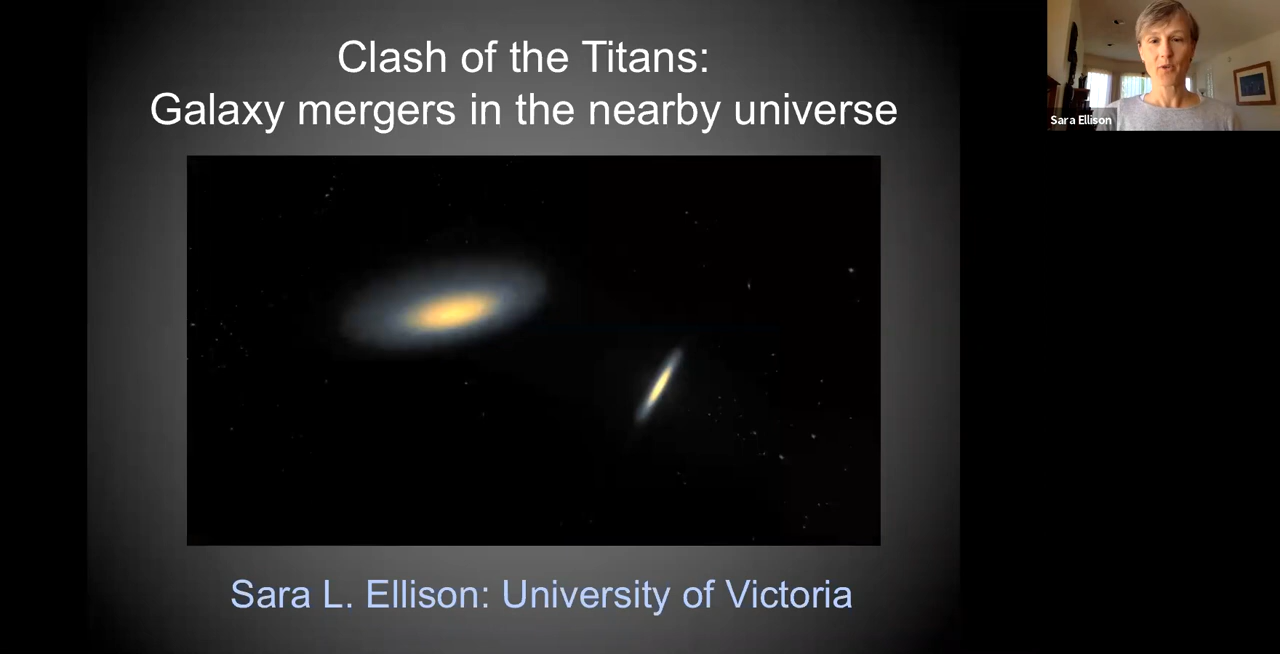 Clash of the Titans:
Galaxy mergers in the nearby universe
Sara Ellison
Sara L. Ellison: University of Victoria